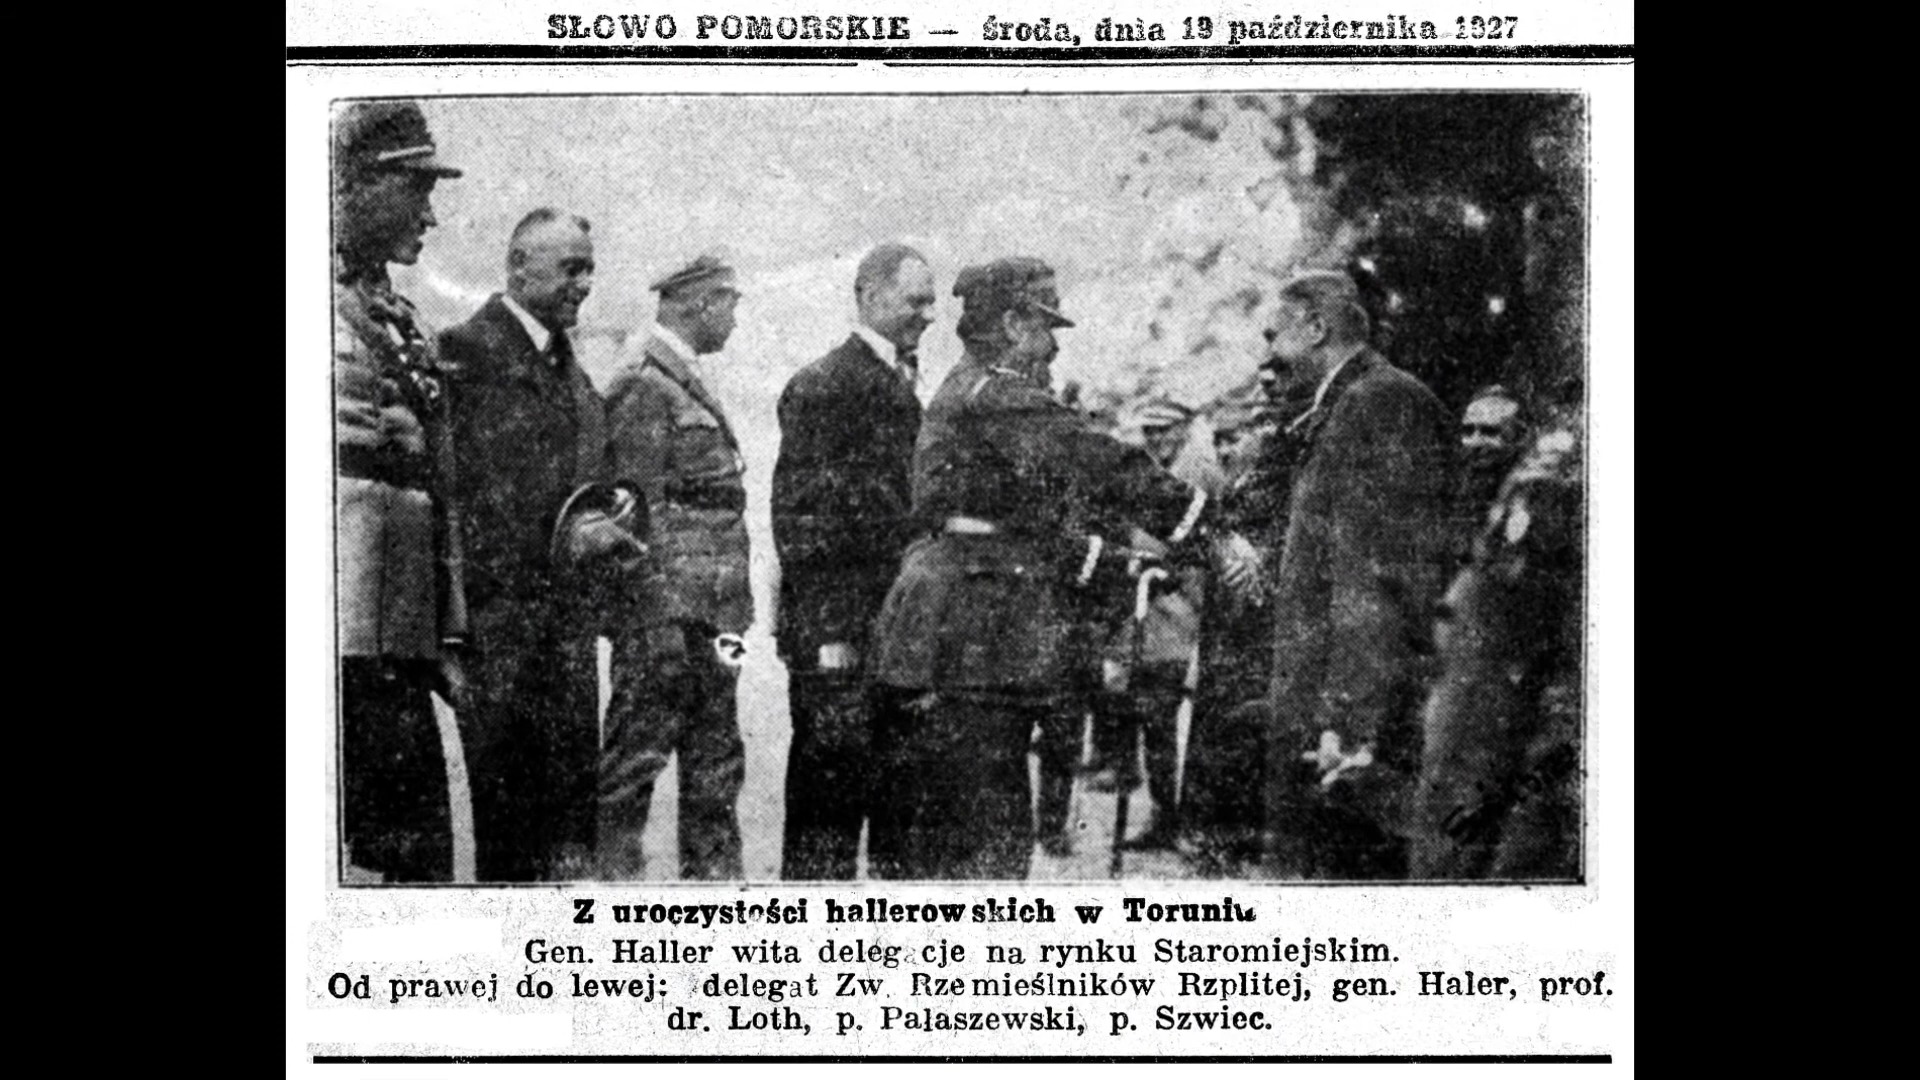 SŁOWO POMORSKIE — środa, dnia 19 października 1927
Z uroczystości hallerowskich w Toruniu
Gen. Haller wita delegacje na rynku Staromiejskim.
Od prawej do lewej: delegat Zw. Rzemieślników Rzplitej, gen. Haler, prof.
dr. Loth, p. Pałaszewski, p. Szwiec.